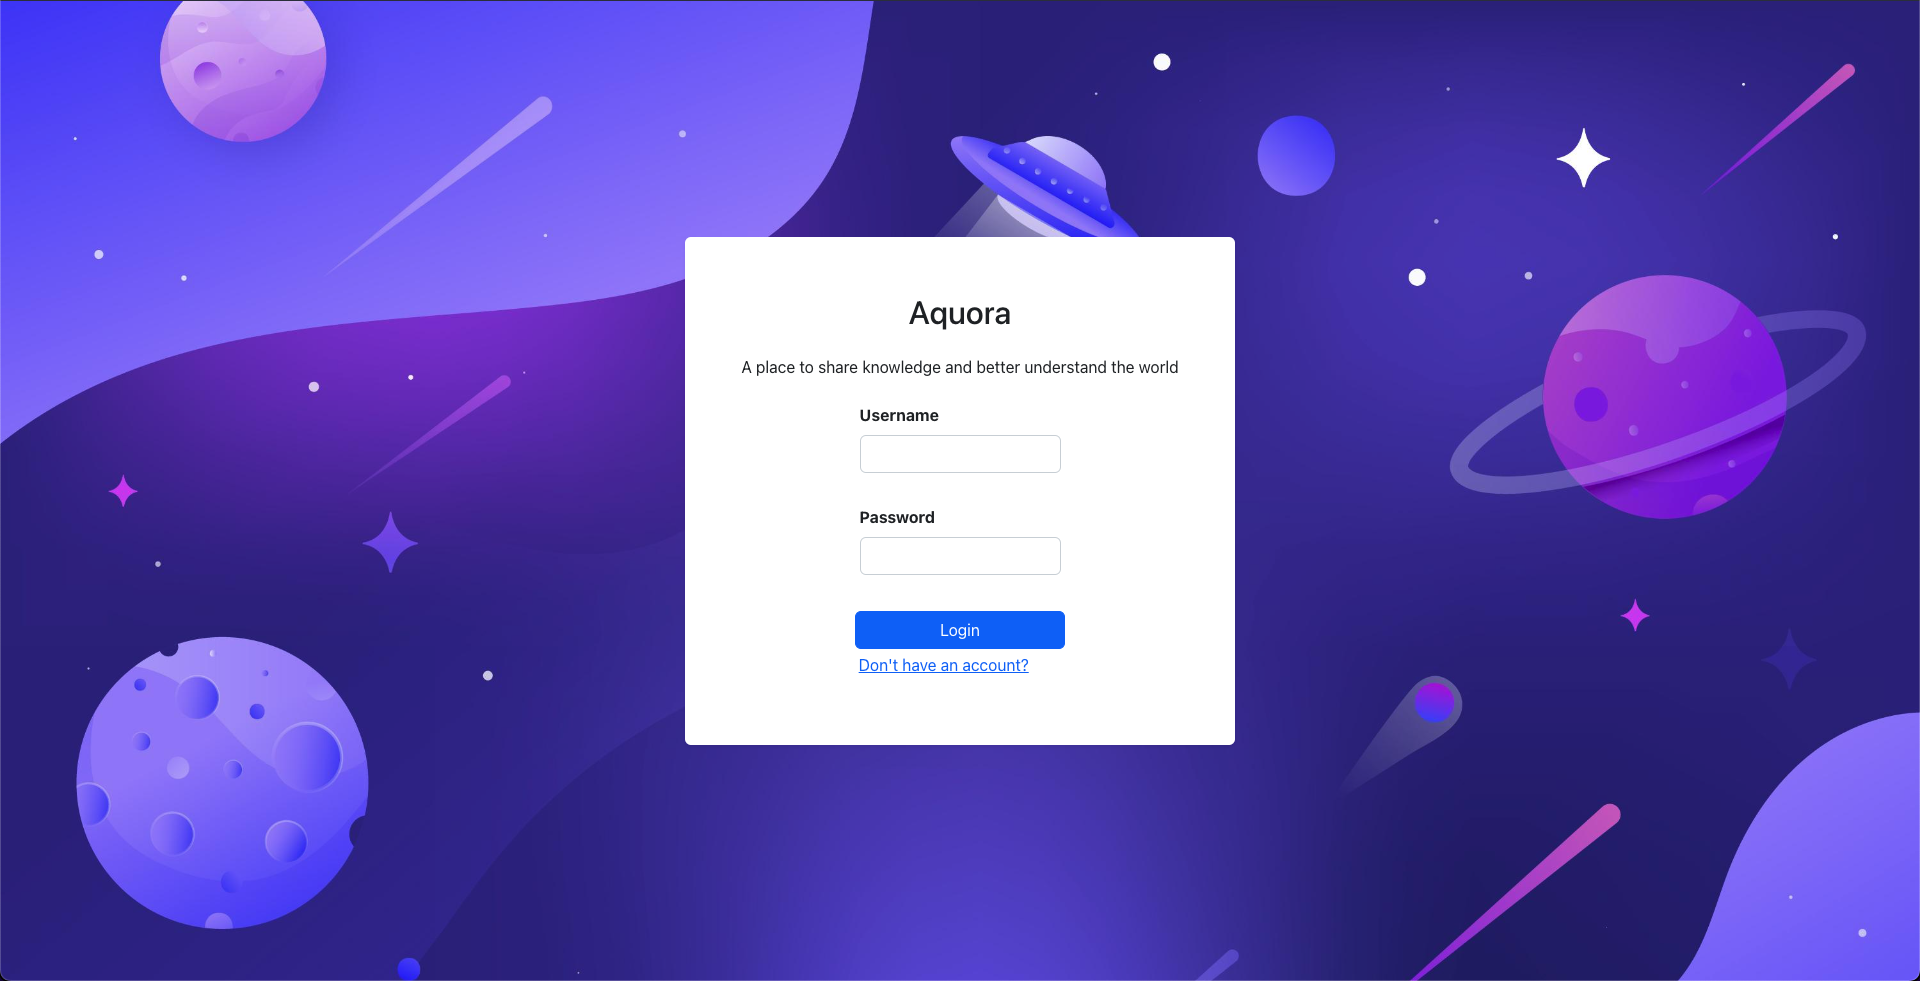 Aquora
A place to share knowledge and better understand the world
Username
Password
Login
Don't have an account?